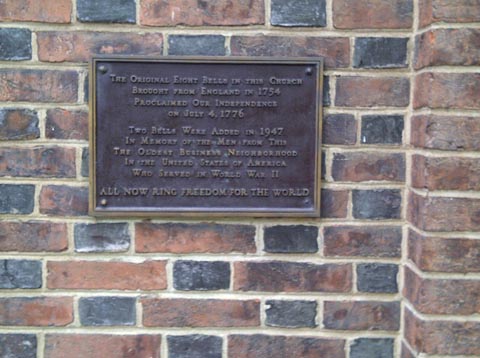 The Original Eight Bells in this Church
Brought from England in 1754
Proclaimed Our Independence
on July 4, 1776
Two Bells Were Added in 1947
In Memory of the Men from This
The Oldest Business Neighborhood
In the United States of America
Who Served in World War II
All Now Ring Freedom for the World